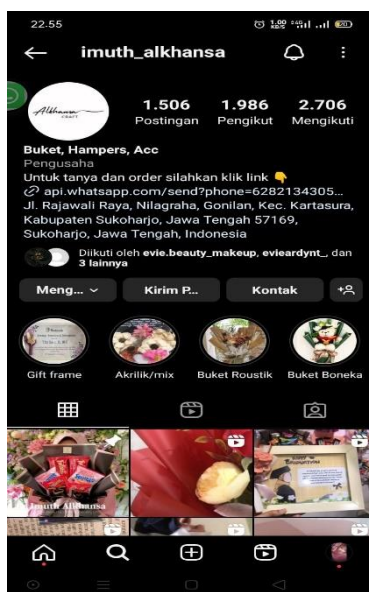 22.55
1.00
KB/S
imuth_alkhansa
Alkhansa
CRAFT
1.506
1.986
2.706
Postingan
Pengikut
Mengikuti
Buket, Hampers, Acc
Pengusaha
Untuk tanya dan order silahkan klik link
api.whatsapp.com/send?phone=6282134305...
Jl. Rajawali Raya, Nilagraha, Gonilan, Kec. Kartasura,
Kabupaten Sukoharjo, Jawa Tengah 57169,
Sukoharjo, Jawa Tengah, Indonesia
Diikuti oleh evie.beauty_makeup, evieardynt_, dan
3 lainnya
Meng...
Kirim P...
Kontak
Gift frame
Akrilik/mix
Buket Roustik
Buket Boneka
Imuth Alkhansa